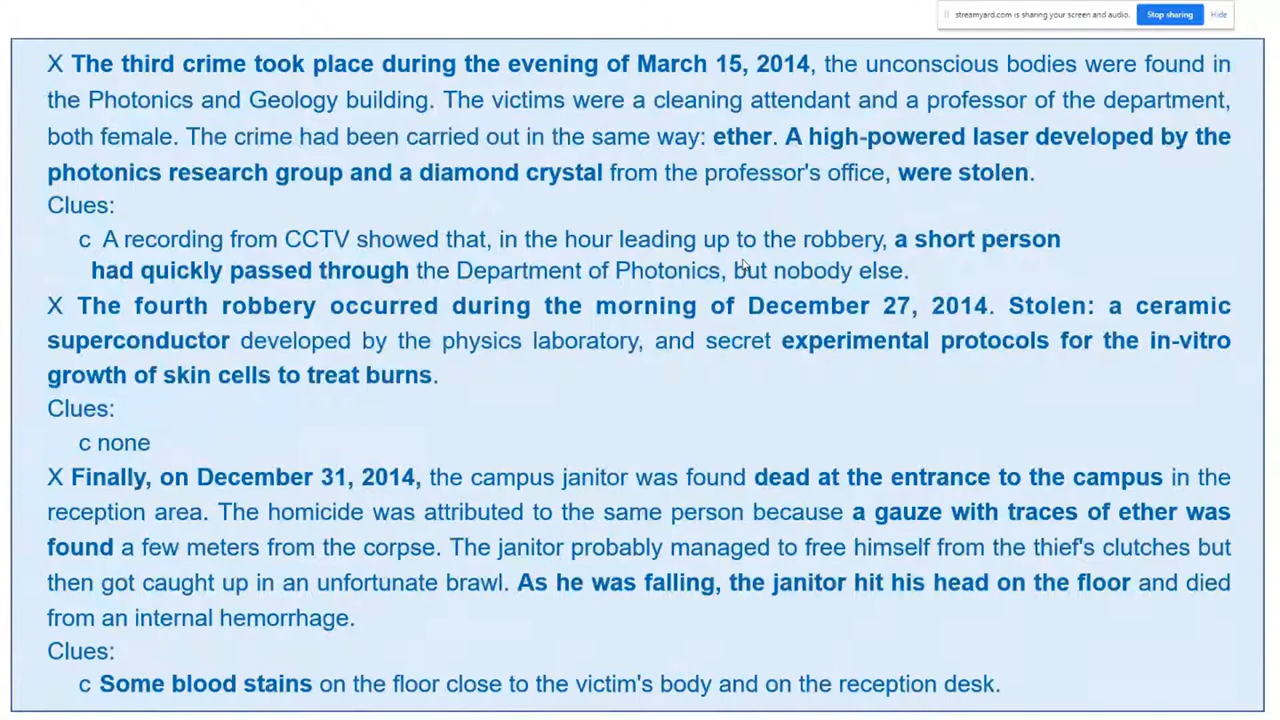 streamyard.com is sharing your screen and audio. Stop sharing Hide
X The third crime took place during the evening of March 15, 2014, the unconscious bodies were found in
the Photonics and Geology building. The victims were a cleaning attendant and a professor of the department,
both female. The crime had been carried out in the same way: ether. A high-powered laser developed by the
photonics research group and a diamond crystal from the professor's office, were stolen.
Clues:
c A recording from CCTV showed that, in the hour leading up to the robbery, a short person
had quickly passed through the Department of Photonics, but nobody else.
X The fourth robbery occurred during the morning of December 27, 2014. Stolen: a ceramic
superconductor developed by the physics laboratory, and secret experimental protocols for the in-vitro
growth of skin cells to treat burns.
Clues:
c none
X Finally, on December 31, 2014, the campus janitor was found dead at the entrance to the campus in the
reception area. The homicide was attributed to the same person because a gauze with traces of ether was
found a few meters from the corpse. The janitor probably managed to free himself from the thief's clutches but
then got caught up in an unfortunate brawl. As he was falling, the janitor hit his head on the floor and died
from an internal hemorrhage.
Clues:
c Some blood stains on the floor close to the victim's body and on the reception desk.